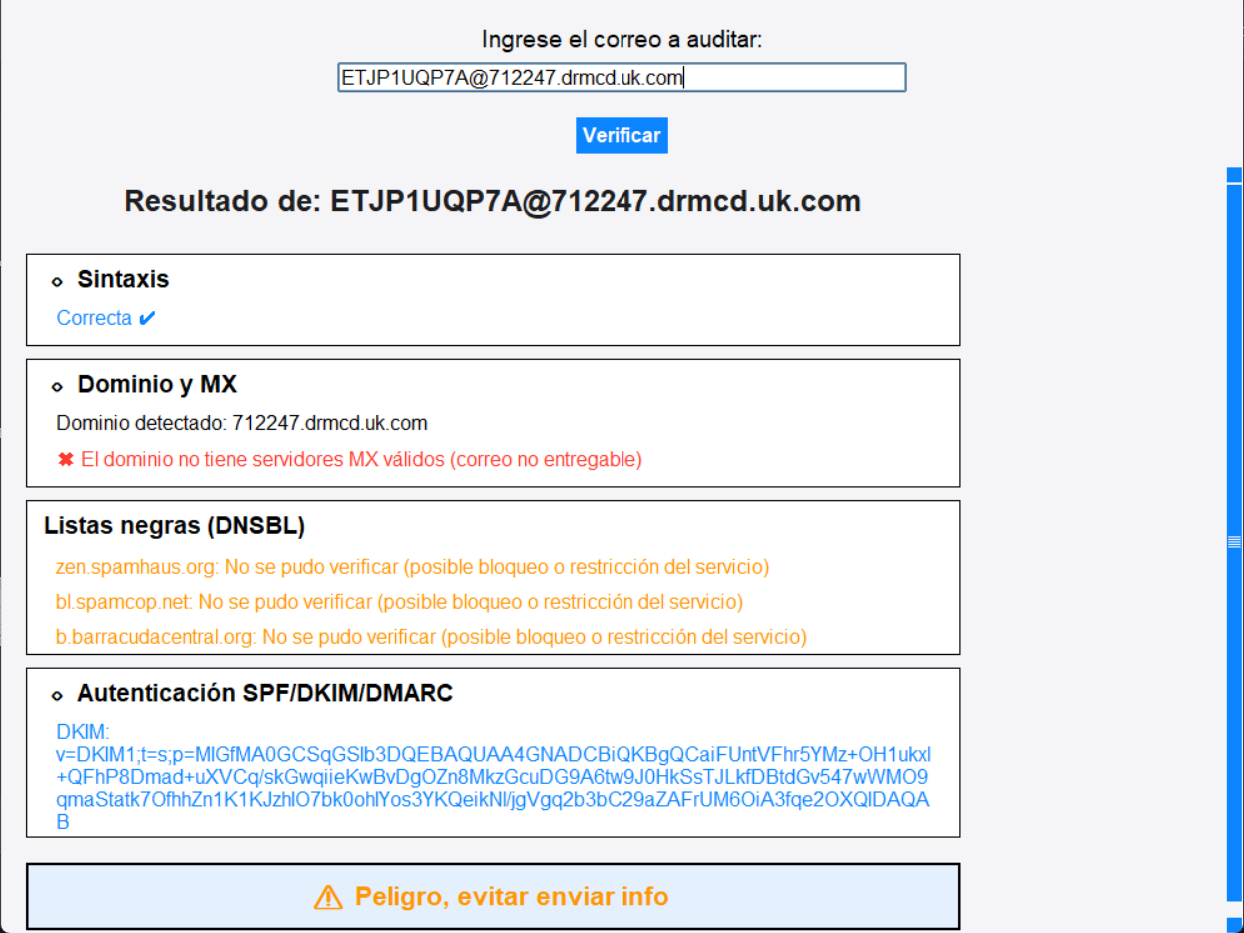 Ingrese el correo a auditar:
ETJP1UQP7A@712247.drmcd.uk.com
Verificar
Resultado de: ETJP1UQP7A@712247.drmcd.uk.com
Sintaxis
Correcta ✔
Dominio y MX
Dominio detectado: 712247.drmcd.uk.com
✖ El dominio no tiene servidores MX válidos (correo no entregable)
Listas negras (DNSBL)
zen.spamhaus.org: No se pudo verificar (posible bloqueo o restricción del servicio)
bl.spamcop.net: No se pudo verificar (posible bloqueo o restricción del servicio)
b.barracudacentral.org: No se pudo verificar (posible bloqueo o restricción del servicio)
Autenticación SPF/DKIM/DMARC
DKIM:
v=DKIM1;t=s;p=MIGfMA0GCSqGSIb3DQEBAQUAA4GNADCBiQKBgQCaiFUntVFhr5YMz+OH1ukxI
+QFhP8Dmad+uXVCq/skGwqiieKwBvDgOZn8MkzGcuDG9A6tw9J0HkSsTJLkfDBtdGv547wWMO9
qmaStatk7OfhhZn1K1KJzhlO7bk0ohlYos3YKQeikNl/jgVgq2b3bC29aZAFrUM6OiA3fqe2OXQIDAQA
B
⚠ Peligro, evitar enviar info